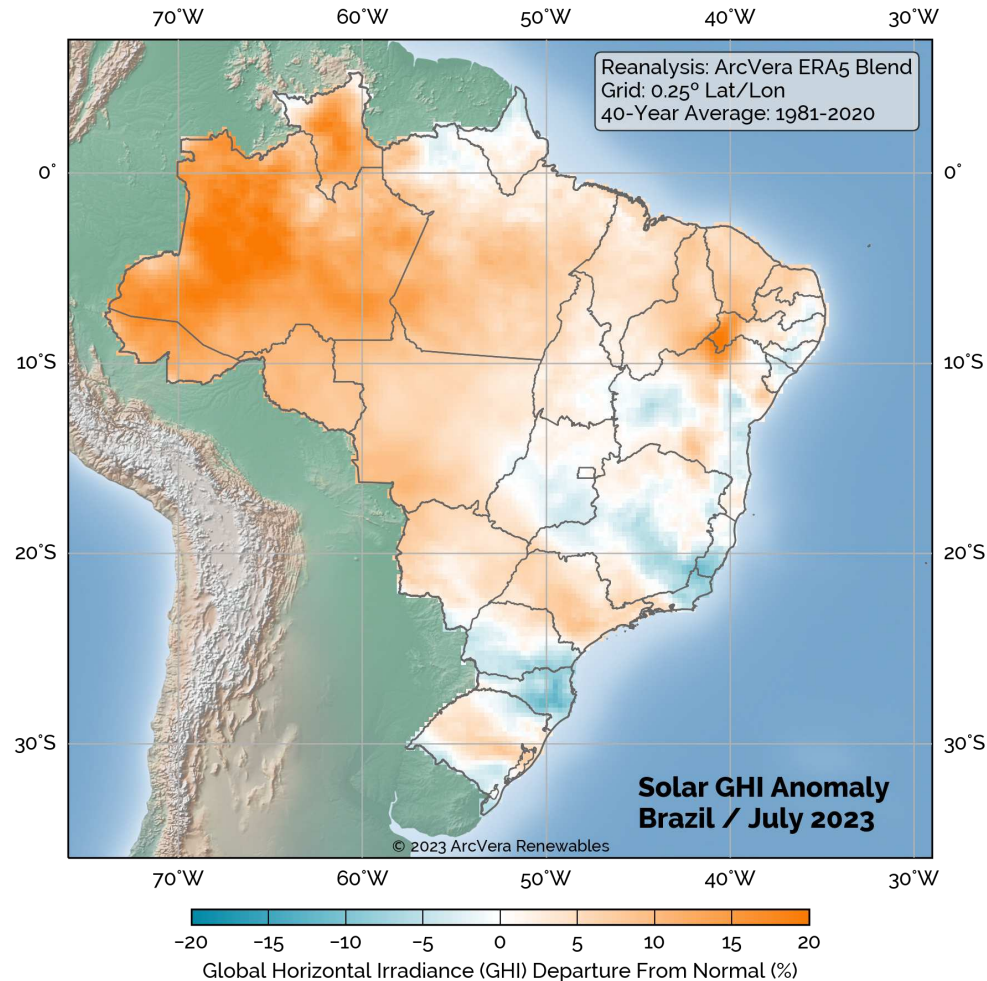 70°W 60°W 50°W 40°W 30°W
Reanalysis: ArcVera ERA5 Blend
Grid: 0.25º Lat/Lon
40-Year Average: 1981-2020
0° 0°
10°S 10°S
20°S 20°S
30°S 30°S
Solar GHI Anomaly
Brazil / July 2023
© 2023 ArcVera Renewables
70°W 60°W 50°W 40°W 30°W
−20 −15 −10 −5 0 5 10 15 20
Global Horizontal Irradiance (GHI) Departure From Normal (%)